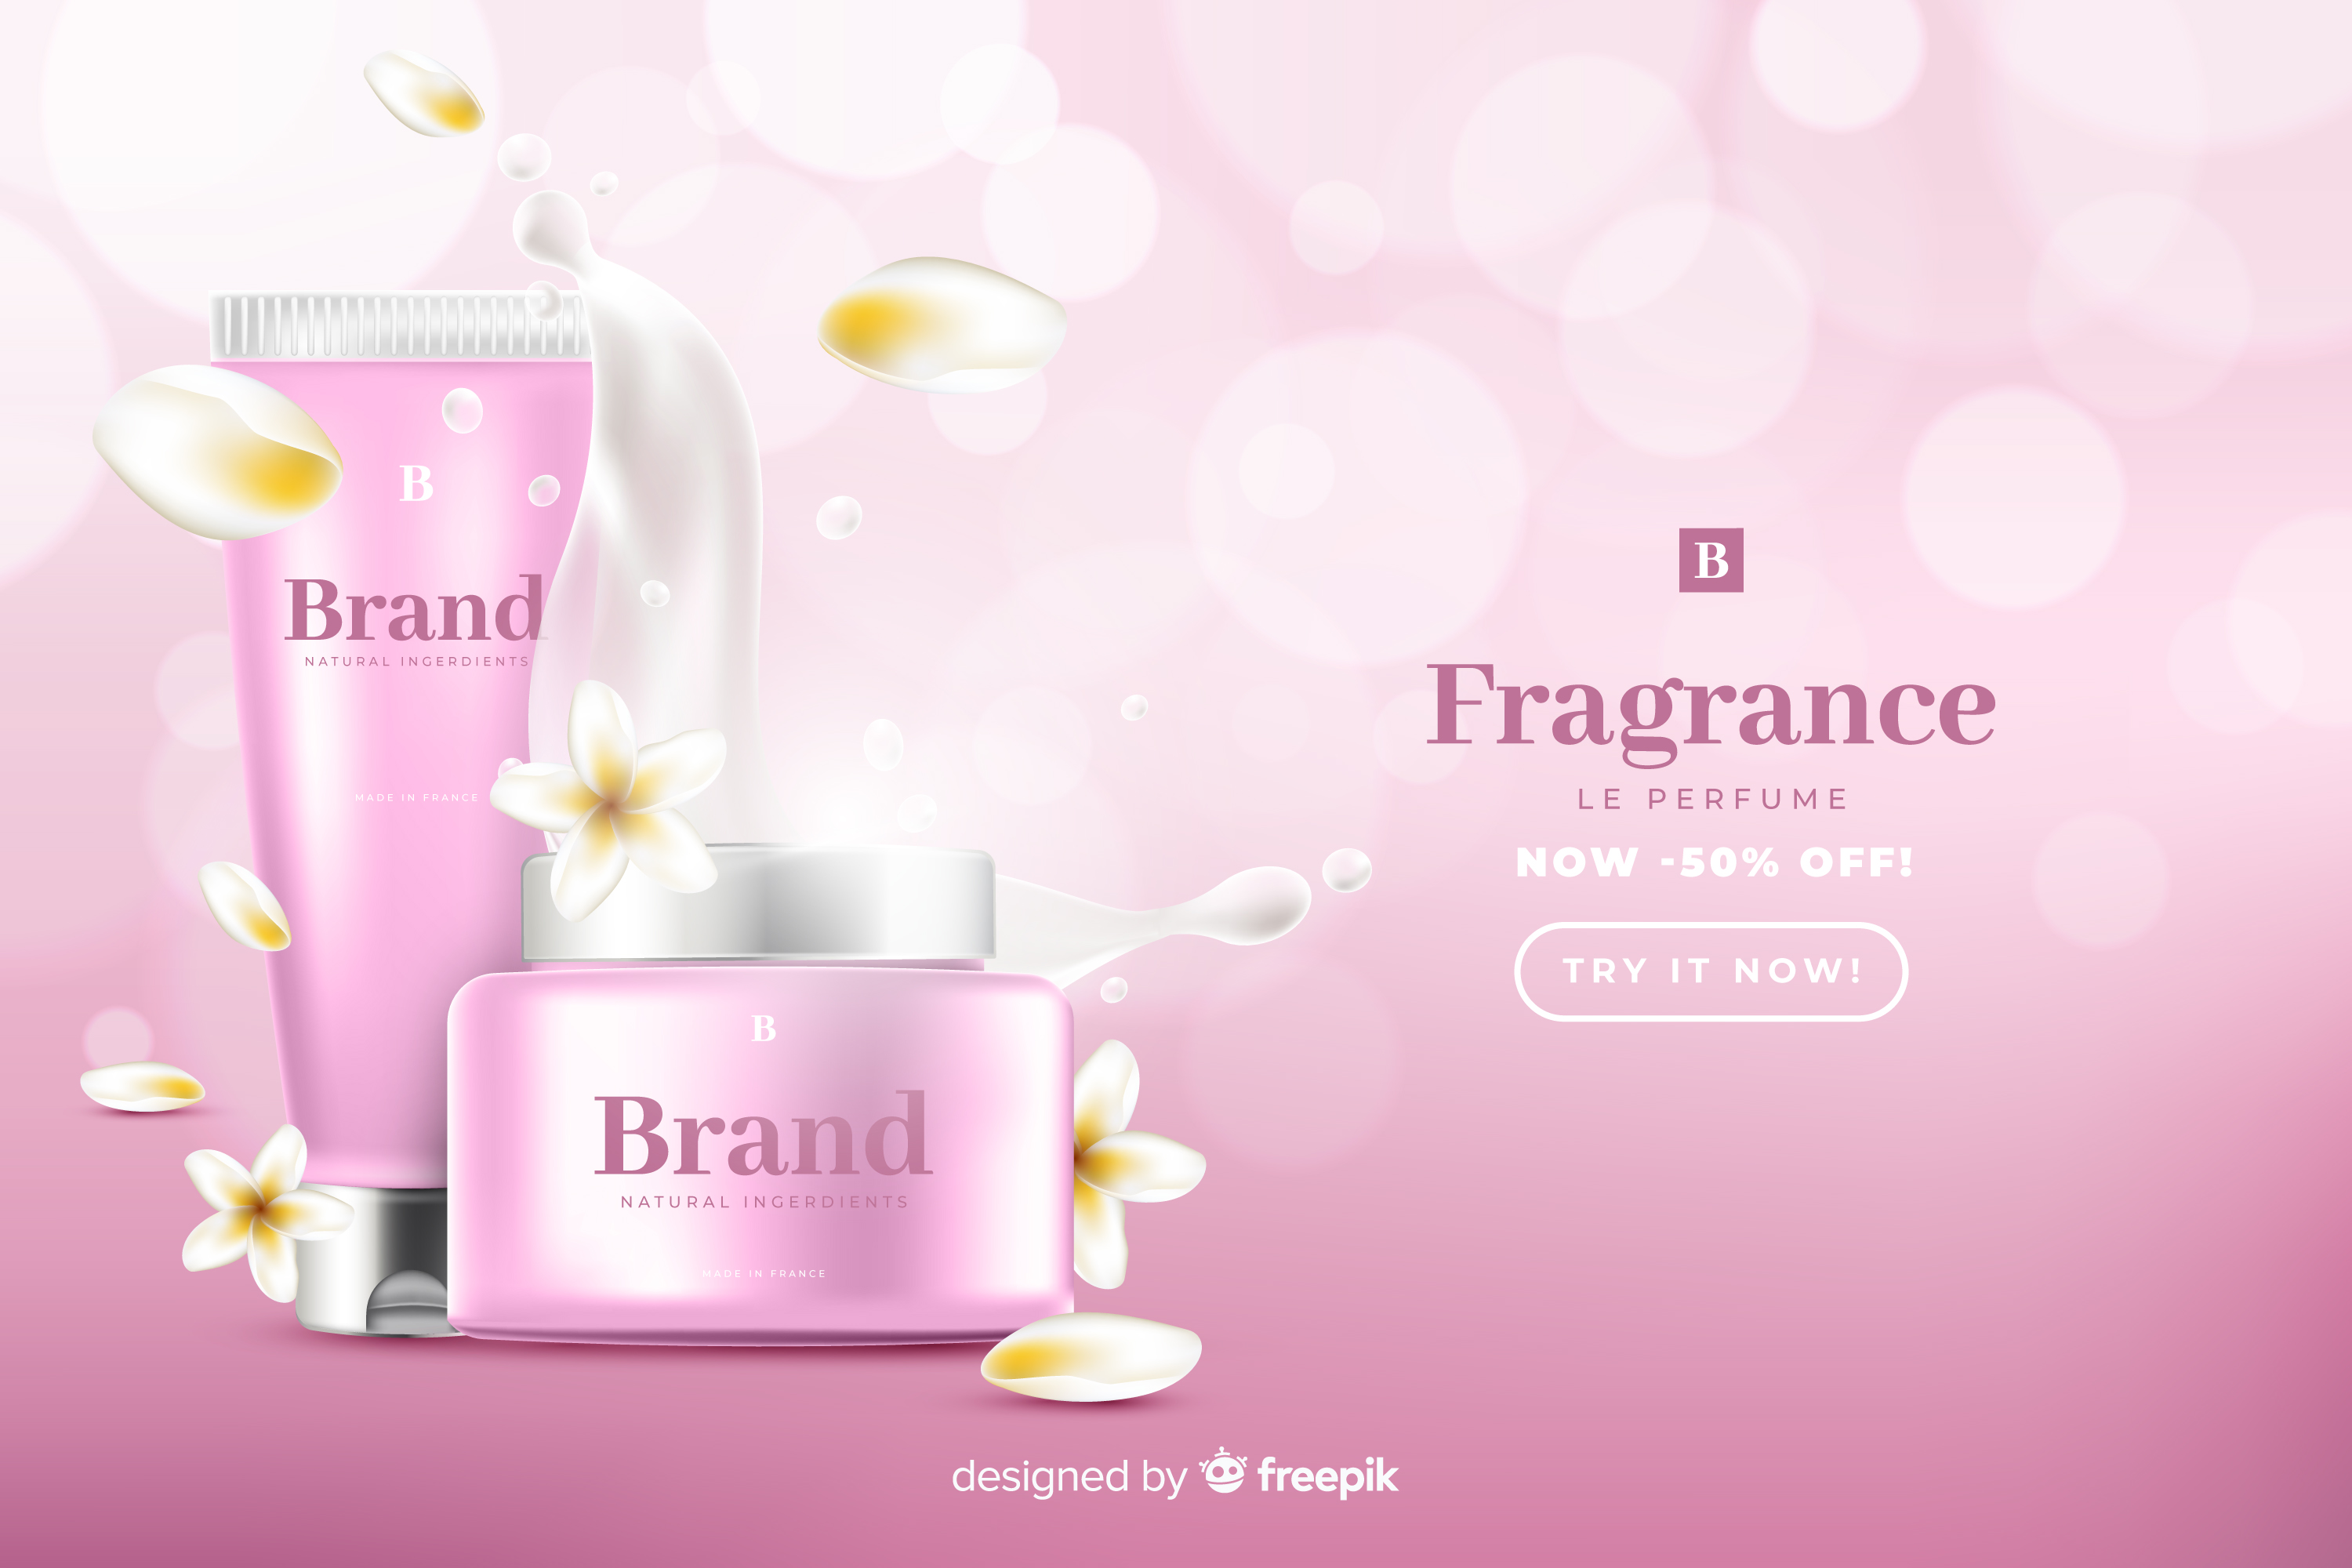 B
Brand
NATURAL INGERDIENTS
MADE IN FRANCE
B
Brand
NATURAL INGERDIENTS
MADE IN FRANCE
B
Fragrance
LE PERFUME
NOW -50% OFF!
TRY IT NOW!
designed by freepik